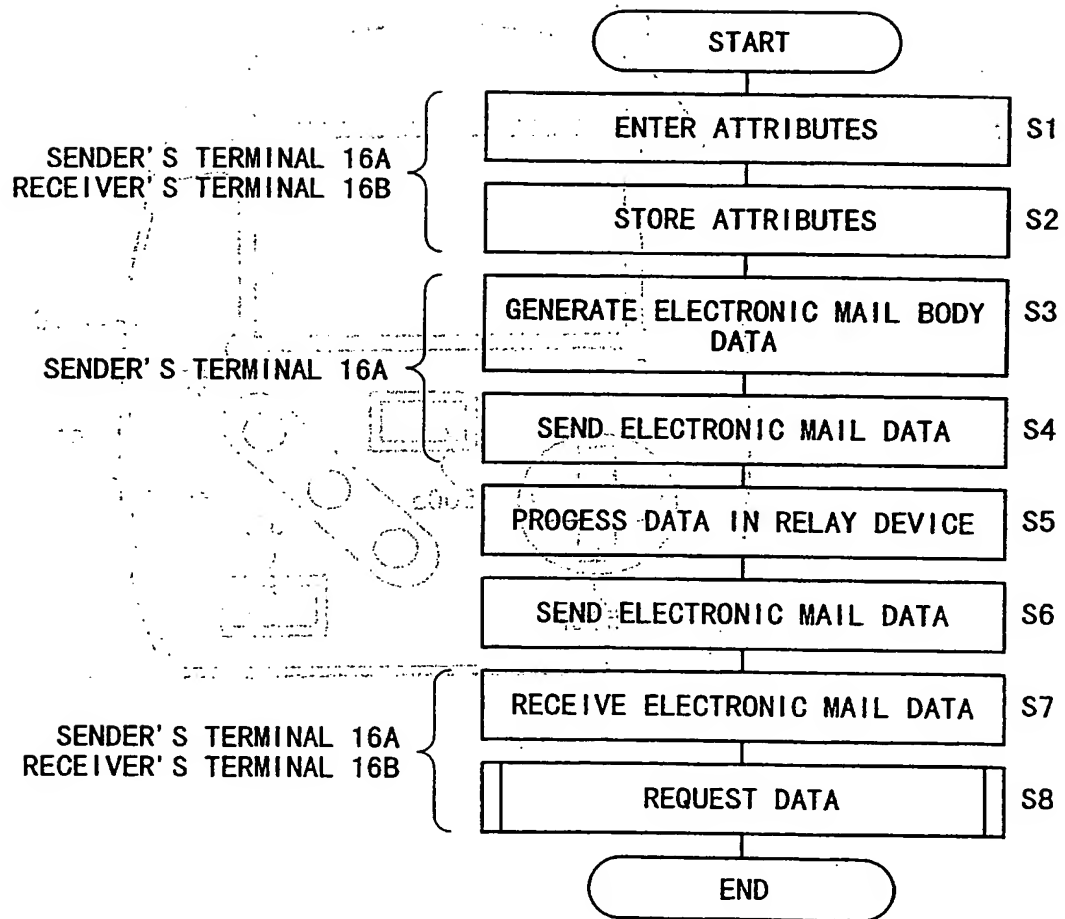 START
ENTER ATTRIBUTES S1
SENDER'S TERMINAL 16A
RECEIVER'S TERMINAL 16B
STORE ATTRIBUTES S2
GENERATE ELECTRONIC MAIL BODY
DATA
S3
SENDER'S TERMINAL 16A
SEND ELECTRONIC MAIL DATA S4
PROCESS DATA IN RELAY DEVICE S5
SEND ELECTRONIC MAIL DATA S6
RECEIVE ELECTRONIC MAIL DATA S7
SENDER'S TERMINAL 16A
RECEIVER'S TERMINAL 16B
REQUEST DATA S8
END